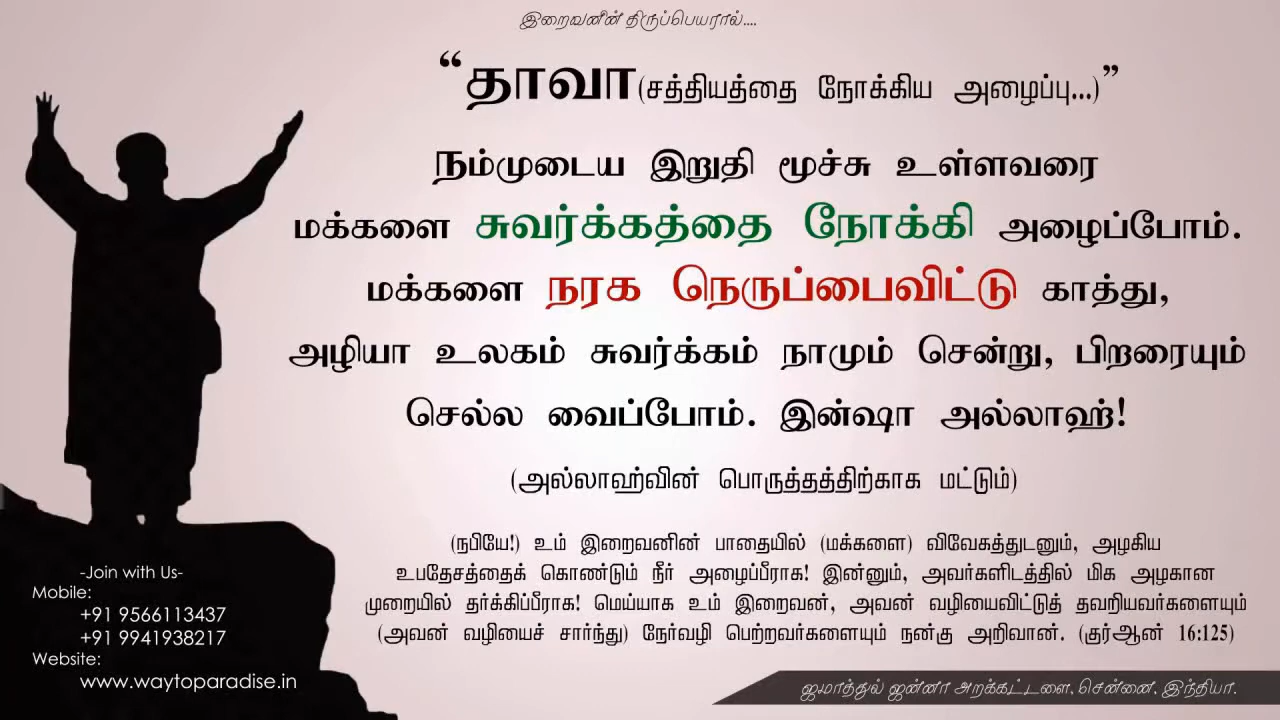 இறைவனின் திருப்பெயரால்....
“தாவா(சத்தியத்தை நோக்கிய அழைப்பு...)”
நம்முடைய இறுதி மூச்சு உள்ளவரை
மக்களை சுவர்க்கத்தை நோக்கி அழைப்போம்.
மக்களை நரக நெருப்பைவிட்டு காத்து,
அழியா உலகம் சுவர்க்கம் நாமும் சென்று, பிறரையும்
செல்ல வைப்போம். இன்ஷா அல்லாஹ்!
(அல்லாஹ்வின் பொருத்தத்திற்காக மட்டும்)
(நபியே!) உம் இறைவனின் பாதையில் (மக்களை) விவேகத்துடனும், அழகிய
உபதேசத்தைக் கொண்டும் நீர் அழைப்பீராக! இன்னும், அவர்களிடத்தில் மிக அழகான
முறையில் தர்க்கிப்பீராக! மெய்யாக உம் இறைவன், அவன் வழியைவிட்டுத் தவறியவர்களையும்
(அவன் வழியைச் சார்ந்து) நேர்வழி பெற்றவர்களையும் நன்கு அறிவான். (குர்ஆன் 16:125)
-Join with Us-
Mobile:
+91 9566113437
+91 9941938217
Website:
www.waytoparadise.in
ஜமாத்துல் ஜன்னா அறக்கட்டளை, சென்னை. இந்தியா.